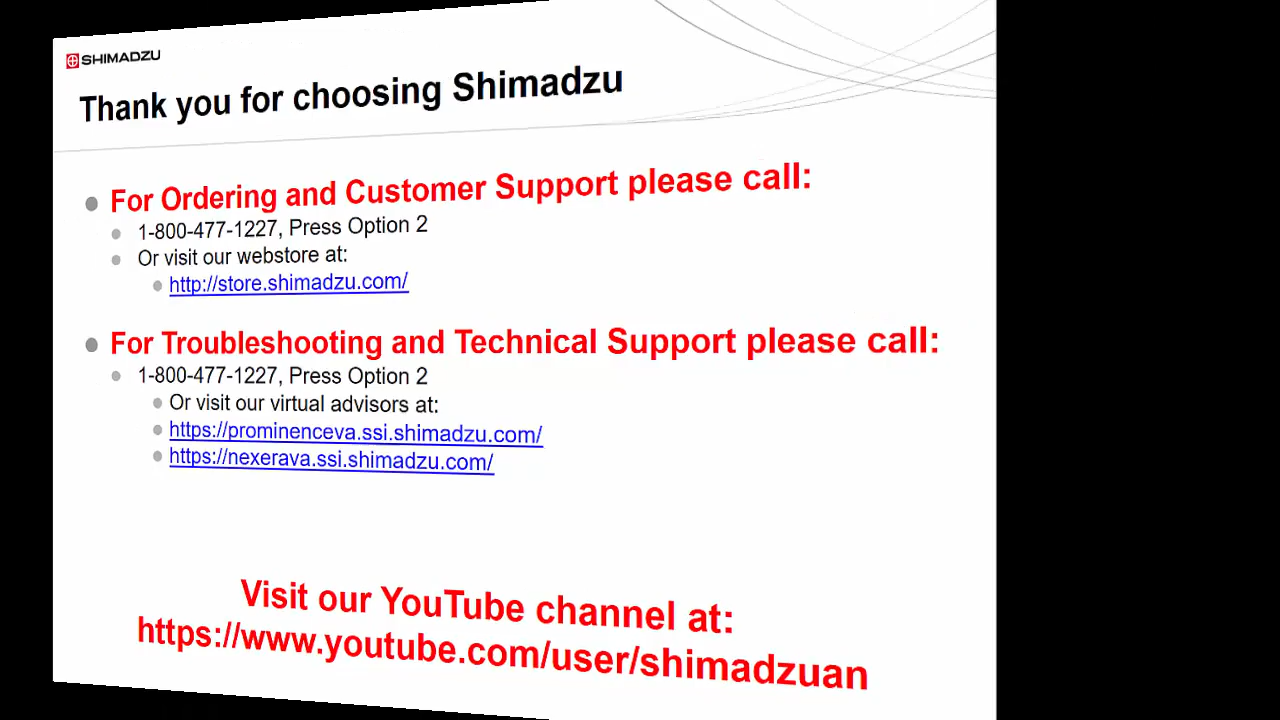 SHIMADZU
Thank you for choosing Shimadzu
For Ordering and Customer Support please call:
1-800-477-1227, Press Option 2
Or visit our webstore at:
http://store.shimadzu.com/
For Troubleshooting and Technical Support please call:
1-800-477-1227, Press Option 2
Or visit our virtual advisors at:
https://prominenceva.ssi.shimadzu.com/
https://nexerava.ssi.shimadzu.com/
Visit our YouTube channel at:
https://www.youtube.com/user/shimadzuan